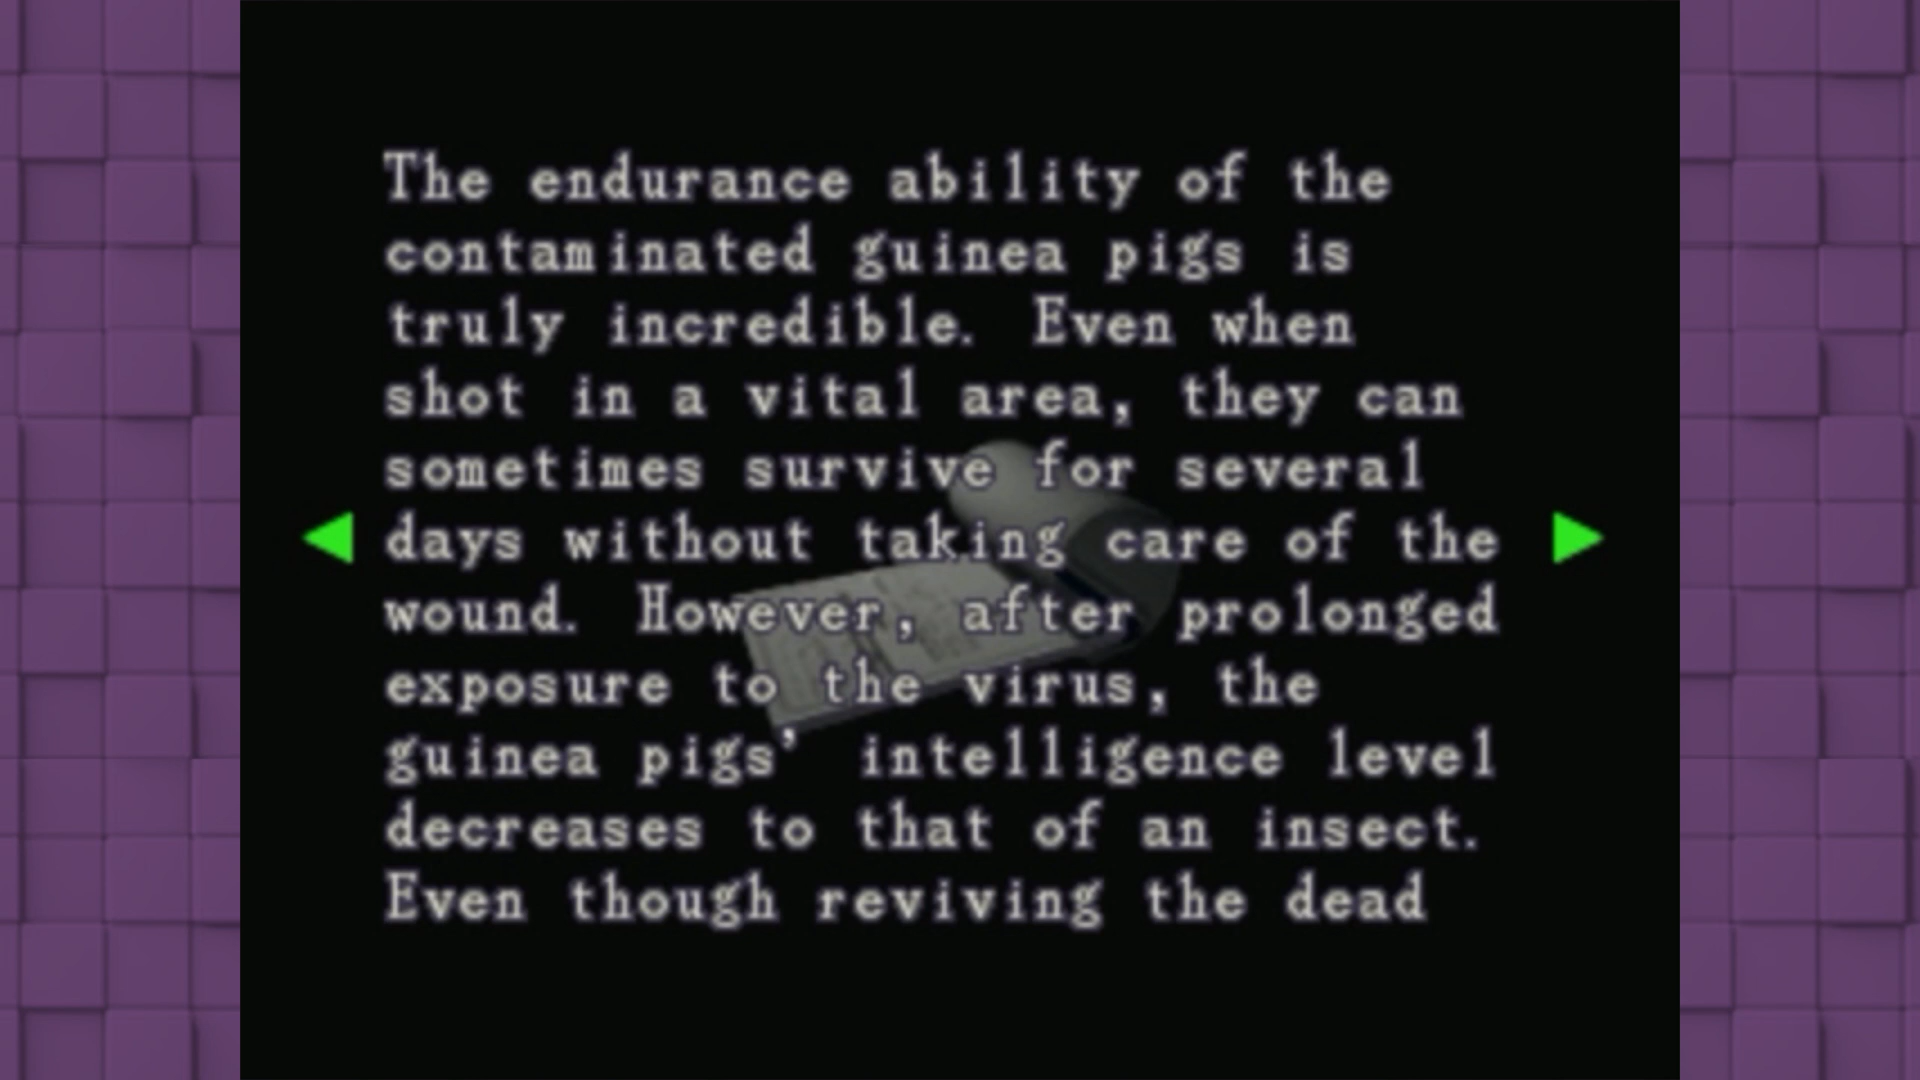 The endurance ability of the
contaminated guinea pigs is
truly incredible. Even when
shot in a vital area, they can
sometimes survive for several
days without taking care of the
wound. However, after prolonged
exposure to the virus, the
guinea pigs' intelligence level
decreases to that of an insect.
Even though reviving the dead